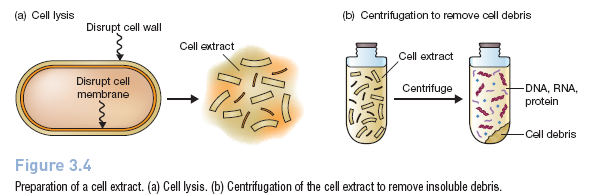 (a) Cell lysis
Disrupt cell wall
Cell extract
Disrupt cell
membrane
(b) Centrifugation to remove cell debris
Cell extract
Centrifuge
DNA, RNA,
protein
Cell debris
Figure 3.4
Preparation of a cell extract. (a) Cell lysis. (b) Centrifugation of the cell extract to remove insoluble debris.